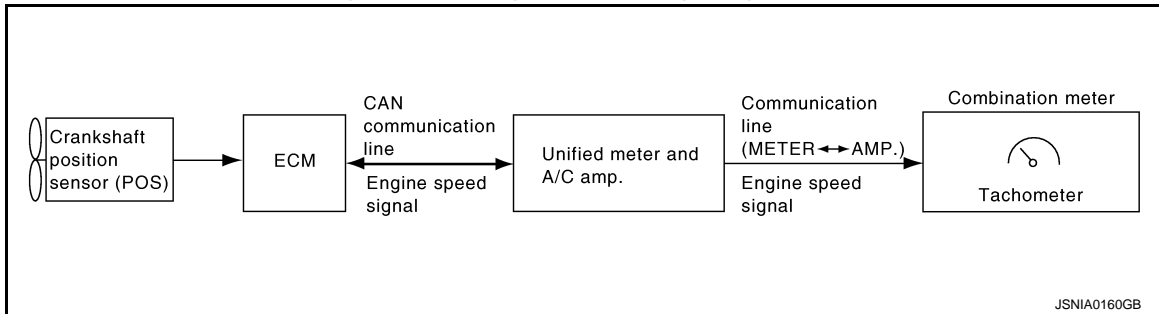 Crankshaft
position
sensor (POS)
ECM
CAN
communication
line
Engine speed
signal
Unified meter and
A/C amp.
Communication
line
(METER↔AMP.)
Engine speed
signal
Combination meter
Tachometer
JSNIA0160GB